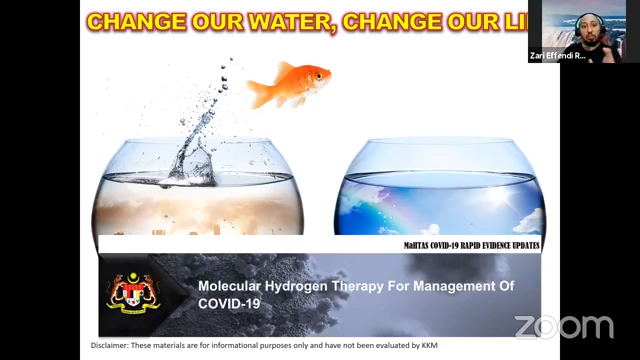 CHANGE OUR WATER, CHANGE OUR LI
Zari Effendi R...
MaHTAS COVID-19 RAPID EVIDENCE UPDATES
Molecular Hydrogen Therapy For Management Of
COVID-19
zoom
Disclaimer: These materials are for informational purposes only and have not been evaluated by KKM